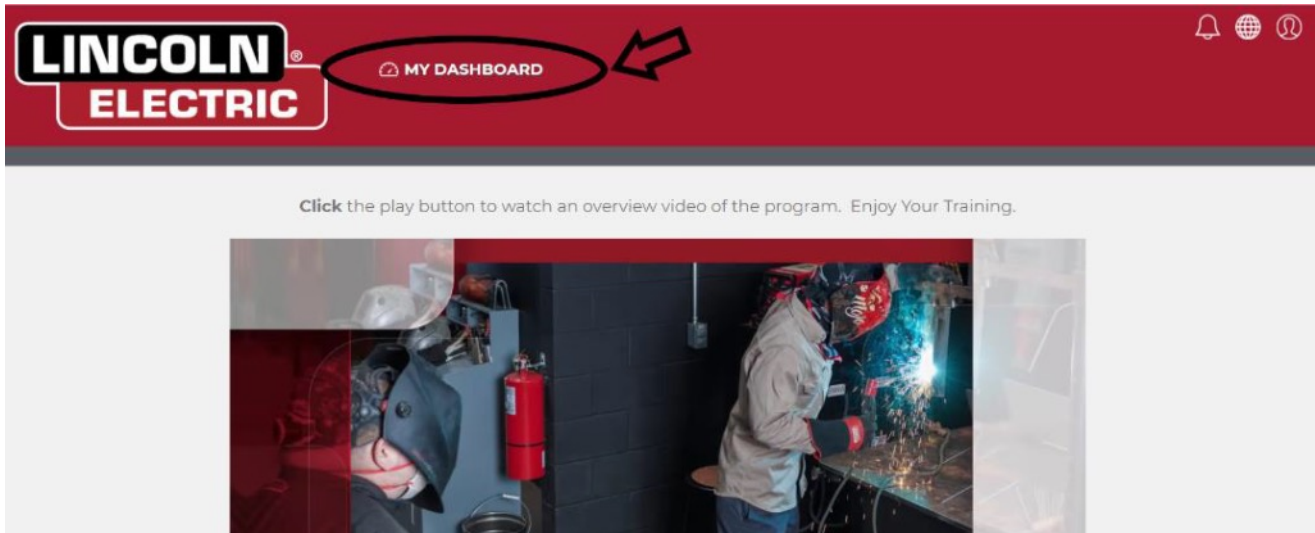 LINCOLN®
ELECTRIC
MY DASHBOARD
Click the play button to watch an overview video of the program. Enjoy Your Training.